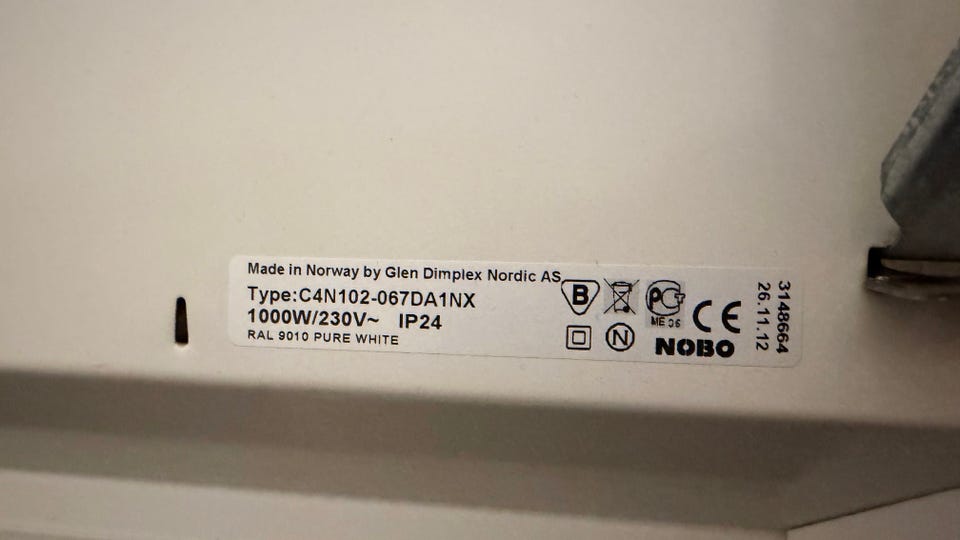 Made in Norway by Glen Dimplex Nordic AS
Type:C4N102-067DA1NX
1000W/230V~ IP24
RAL 9010 PURE WHITE
B
PG
ME 06
CE
N
NOBO
3148664
26.11.12